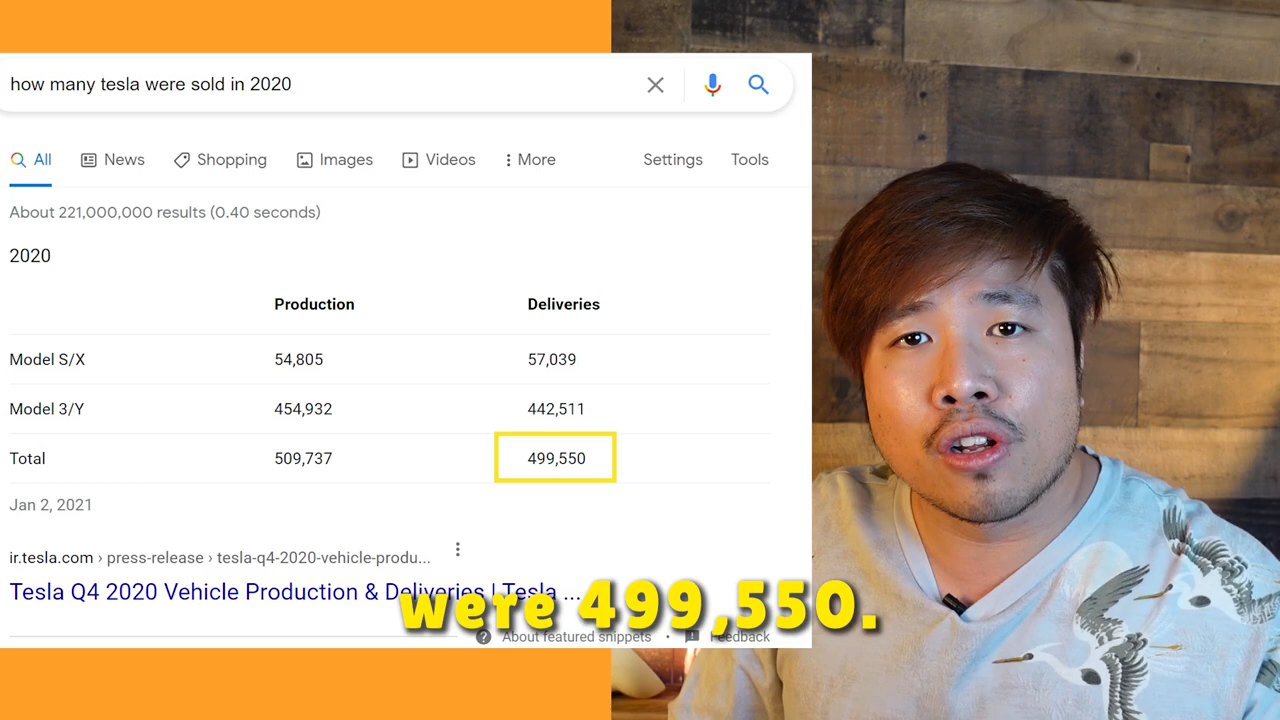 how many tesla were sold in 2020
All News Shopping Images Videos More Settings Tools
About 221,000,000 results (0.40 seconds)
2020
Production Deliveries
Model S/X 54,805 57,039
Model 3/Y 454,932 442,511
Total 509,737 499,550
Jan 2, 2021
ir.tesla.com › press-release › tesla-q4-2020-vehicle-produ...
Tesla Q4 2020 Vehicle Production & Deliveries | Tesla ...
were 499,550.
About featured snippets • Feedback